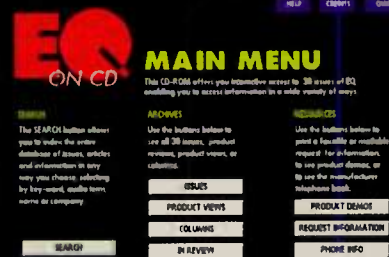 HELP
CREDITS
EQ
ON CD
MAIN MENU
This CD-ROM offers you interactive access to 30 issues of EQ,
enabling you to access information in a wide variety of ways
SEARCH
The SEARCH button allows
you to index the entire
database of issues, articles
and information in any
way you choose, selecting
by key-word, audio term,
name or company.
SEARCH
ARCHIVES
Use the buttons below to
see all 30 issues, product
reviews, product views, or
columns.
ISSUES
PRODUCT VIEWS
COLUMNS
IN REVIEW
RESOURCES
Use the buttons below to
print a faxable or mailable
request for information,
to see product demos, or
to see the manufacturer
telephone book.
PRODUCT DEMOS
REQUEST INFORMATION
PHONE INFO